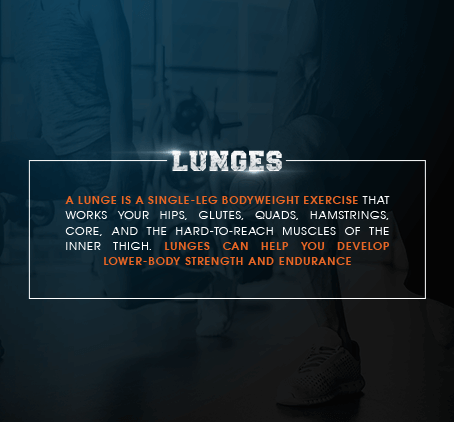 LUNGES
A LUNGE IS A SINGLE-LEG BODYWEIGHT EXERCISE THAT
WORKS YOUR HIPS, GLUTES, QUADS, HAMSTRINGS,
CORE, AND THE HARD-TO-REACH MUSCLES OF THE
INNER THIGH. LUNGES CAN HELP YOU DEVELOP
LOWER-BODY STRENGTH AND ENDURANCE